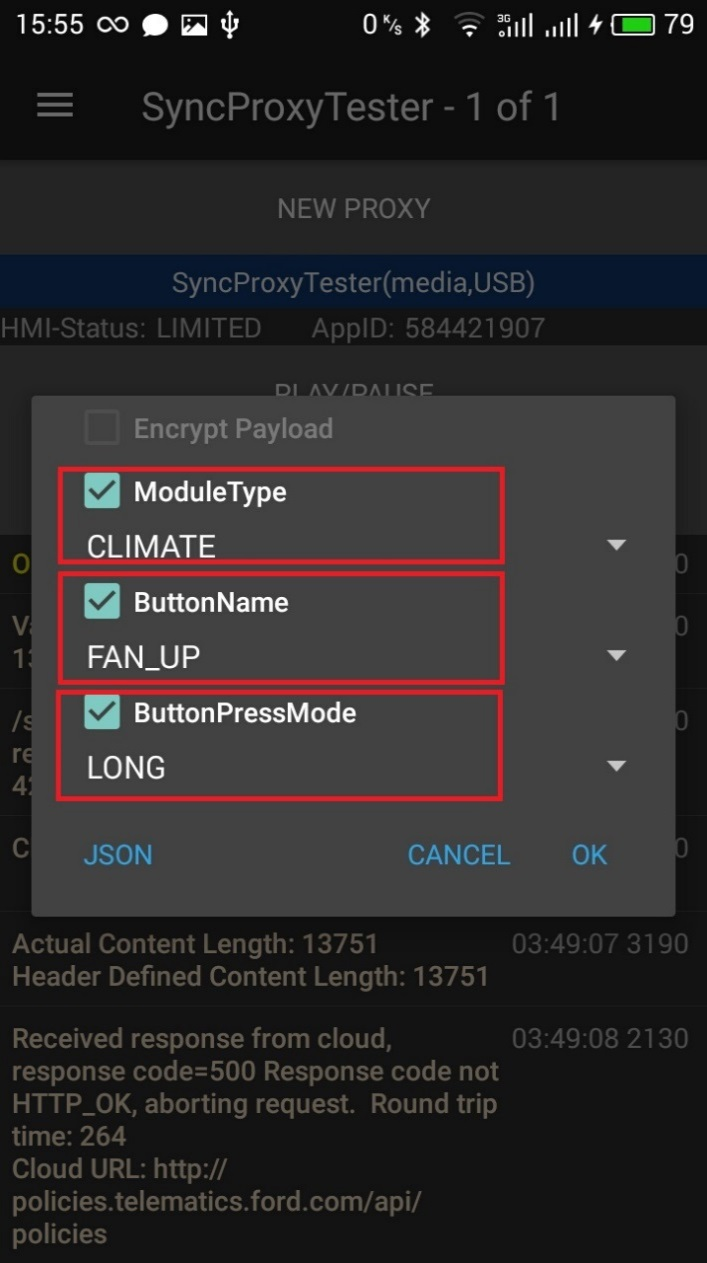 15:55 0 K/s 3G 79
SyncProxyTester - 1 of 1
NEW PROXY
SyncProxyTester(media,USB)
HMI-Status: LIMITED AppID: 584421907
PLAY/PAUSE
Encrypt Payload
ModuleType
CLIMATE
ButtonName
FAN_UP
ButtonPressMode
LONG
JSON CANCEL OK
Actual Content Length: 13751 03:49:07 3190
Header Defined Content Length: 13751
Received response from cloud, 03:49:08 2130
response code=500 Response code not
HTTP_OK, aborting request. Round trip
time: 264
Cloud URL: http://
policies.telematics.ford.com/api/
policies